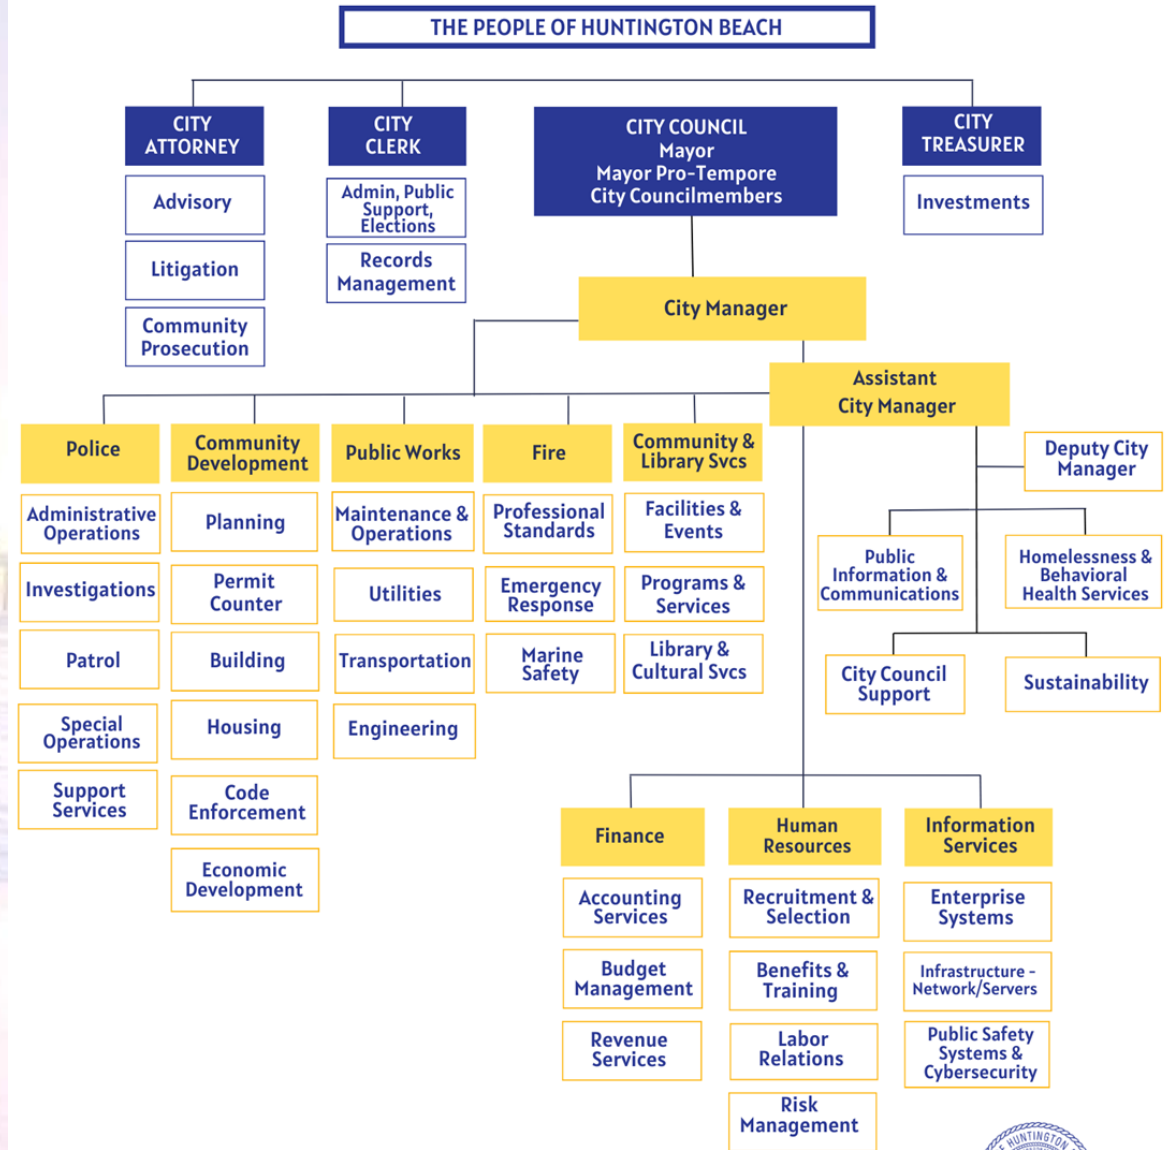 THE PEOPLE OF HUNTINGTON BEACH
CITY
ATTORNEY
Advisory
Litigation
Community
Prosecution
CITY
CLERK
Admin, Public
Support,
Elections
Records
Management
CITY COUNCIL
Mayor
Mayor Pro-Tempore
City Councilmembers
CITY
TREASURER
Investments
City Manager
Assistant
City Manager
Police
Administrative
Operations
Investigations
Patrol
Special
Operations
Support
Services
Community
Development
Planning
Permit
Counter
Building
Housing
Code
Enforcement
Economic
Development
Public Works
Maintenance &
Operations
Utilities
Transportation
Engineering
Fire
Professional
Standards
Emergency
Response
Marine
Safety
Community &
Library Svcs
Facilities &
Events
Programs &
Services
Library &
Cultural Svcs
Deputy City
Manager
Public
Information &
Communications
Homelessness &
Behavioral
Health Services
City Council
Support
Sustainability
Finance
Accounting
Services
Budget
Management
Revenue
Services
Human
Resources
Recruitment &
Selection
Benefits &
Training
Labor
Relations
Risk
Management
Information
Services
Enterprise
Systems
Infrastructure -
Network/Servers
Public Safety
Systems &
Cybersecurity
HUNTINGTON